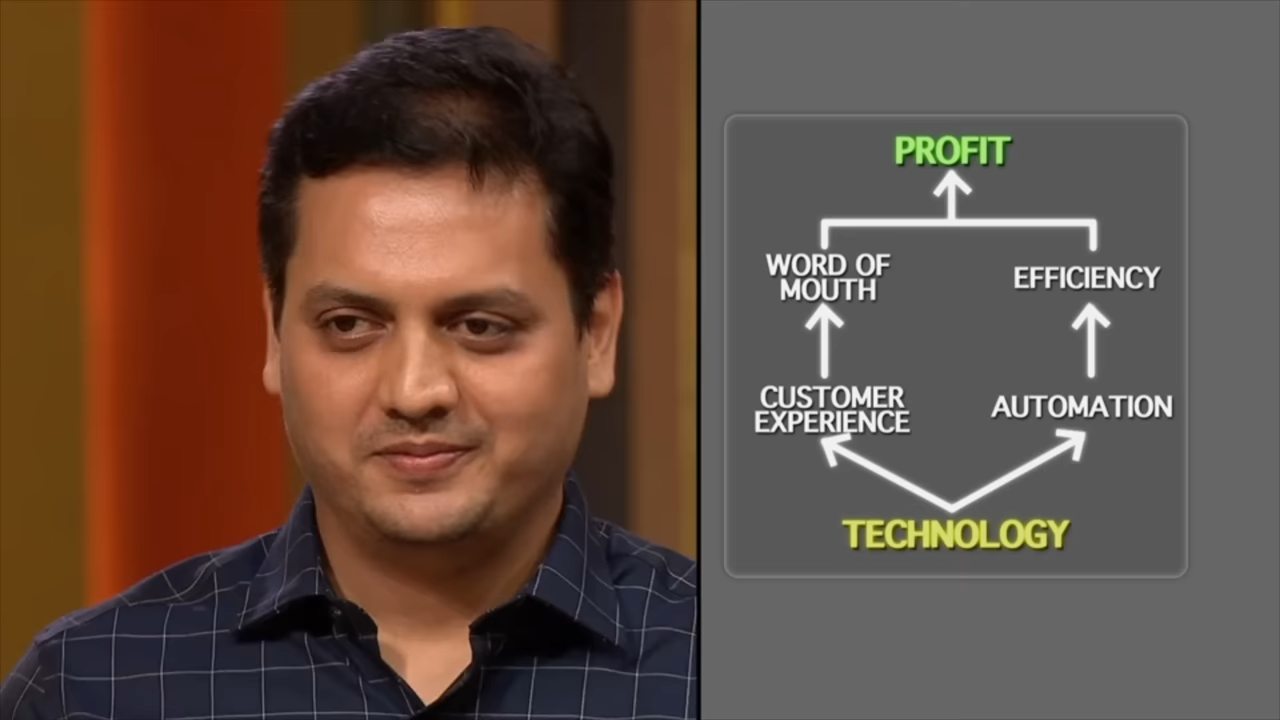 PROFIT
WORD OF
MOUTH
EFFICIENCY
CUSTOMER
EXPERIENCE
AUTOMATION
TECHNOLOGY